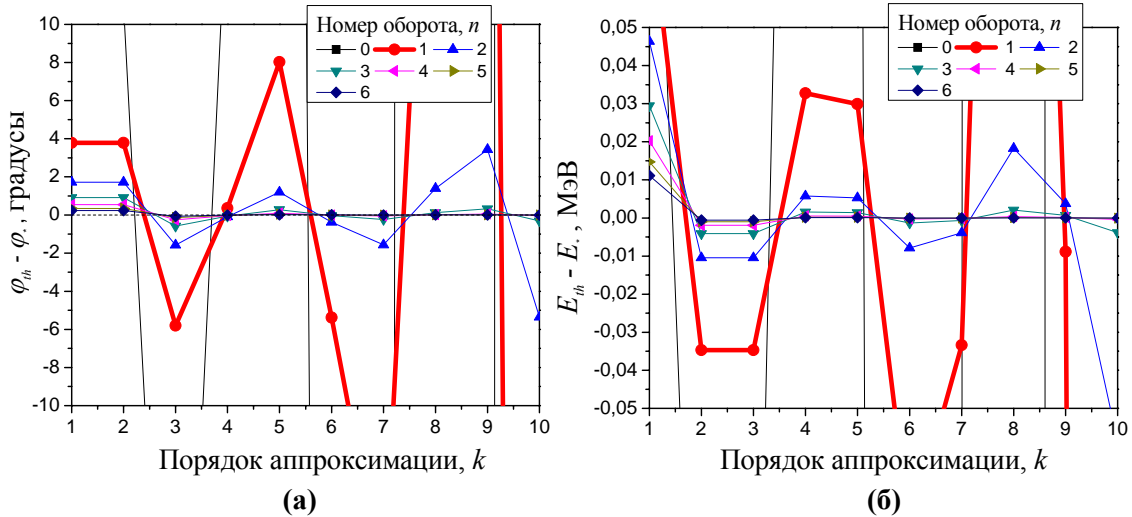 Номер оборота, n
0 1 2
3 4 5
6
10
8
6
4
2
0
-2
-4
-6
-8
-10
φth - φ., градусы
1 2 3 4 5 6 7 8 9 10
Порядок аппроксимации, k
(а)
Номер оборота, n
0 1 2
3 4 5
6
0,05
0,04
0,03
0,02
0,01
0,00
-0,01
-0,02
-0,03
-0,04
-0,05
Eth - E., МэВ
1 2 3 4 5 6 7 8 9 10
Порядок аппроксимации, k
(б)